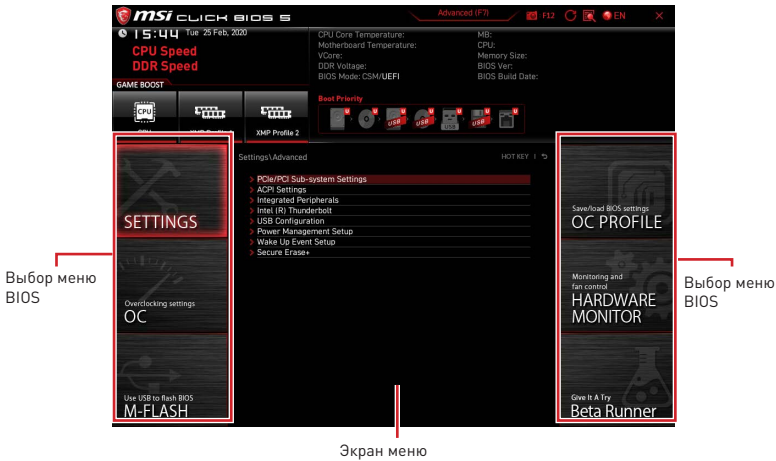 msi CLICK BIOS 5
Advanced (F7)
F12
EN
15:44 Tue 25 Feb, 2020
CPU Speed
DDR Speed
CPU Core Temperature:
Motherboard Temperature:
VCore:
DDR Voltage:
BIOS Mode: CSM/UEFI
MB:
CPU:
Memory Size:
BIOS Ver:
BIOS Build Date:
GAME BOOST
CPU
XMP Profile 2
Boot Priority
U U U U U U U
USB USB USB USB
Settings\Advanced
HOT KEY
PCIe/PCI Sub-system Settings
ACPI Settings
Integrated Peripherals
Intel (R) Thunderbolt
USB Configuration
Power Management Setup
Wake Up Event Setup
Secure Erase+
SETTINGS
Overclocking settings
OC
Use USB to flash BIOS
M-FLASH
Save/load BIOS settings
OC PROFILE
Monitoring and
fan control
HARDWARE
MONITOR
Give It A Try
Beta Runner
Выбор меню
BIOS
Выбор меню
BIOS
Экран меню